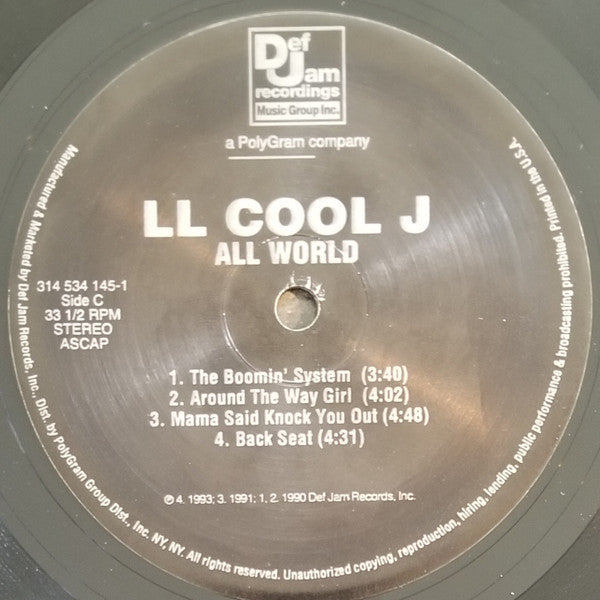 Def
Jam
recordings
Music Group Inc.
a PolyGram company
LL COOL J
ALL WORLD
314 534 145-1
Side C
33 1/2 RPM
STEREO
ASCAP
1. The Boomin' System (3:40)
2. Around The Way Girl (4:02)
3. Mama Said Knock You Out (4:48)
4. Back Seat (4:31)
℗ 4. 1993; 3. 1991; 1, 2. 1990 Def Jam Records, Inc.
Manufactured & Marketed by Def Jam Records, Inc., Dist. by PolyGram Group Dist., Inc. NY, NY. All rights reserved. Unauthorized copying, reproduction, hiring, lending, public performance & broadcasting prohibited. Printed in the U.S.A.